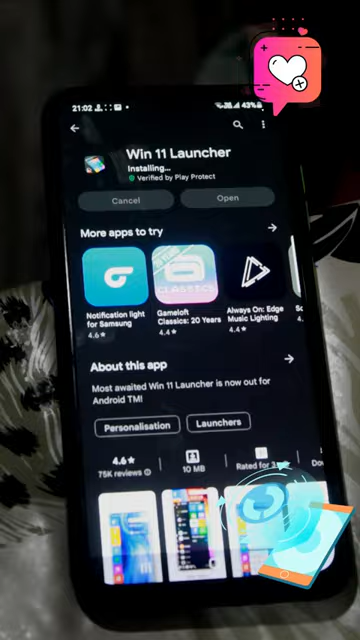 21:02
43%
Win 11 Launcher
Installing...
Verified by Play Protect
Cancel
Open
More apps to try
20 YEARS
CLASSICS
Notification light
for Samsung
4.6★
Gameloft
Classics: 20 Years
4.4★
Always On: Edge
Music Lighting
4.4★
About this app
Most awaited Win 11 Launcher is now out for
Android TM!
Personalisation
Launchers
4.6★
75K reviews
10 MB
Rated for